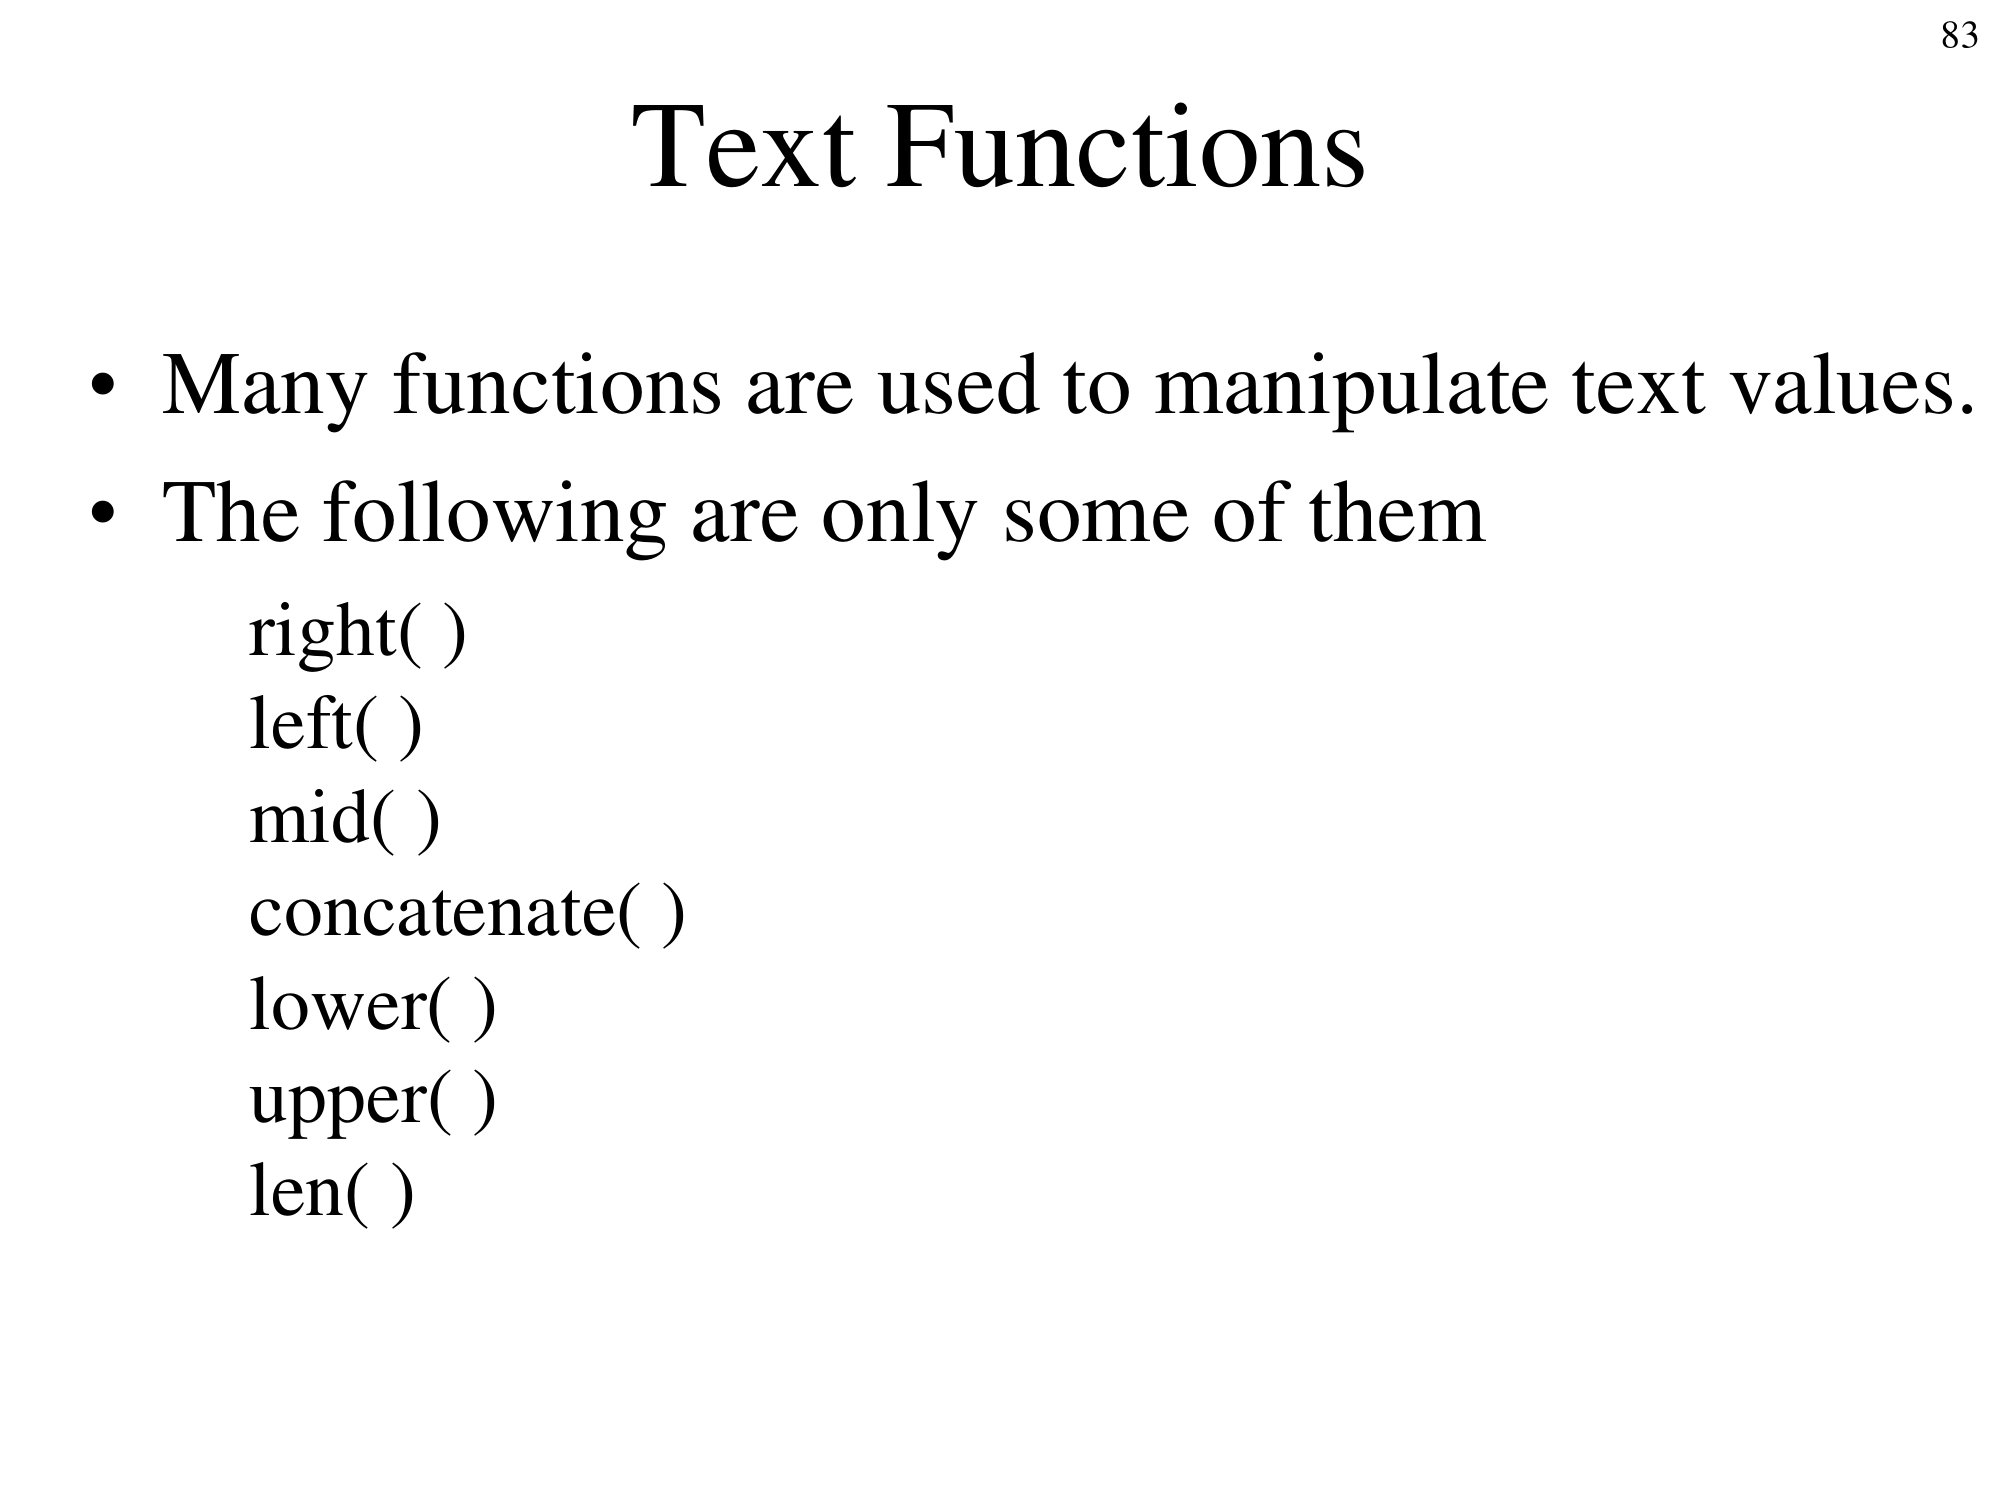 83
Text Functions
• Many functions are used to manipulate text values.
• The following are only some of them
right( )
left( )
mid( )
concatenate( )
lower( )
upper( )
len( )